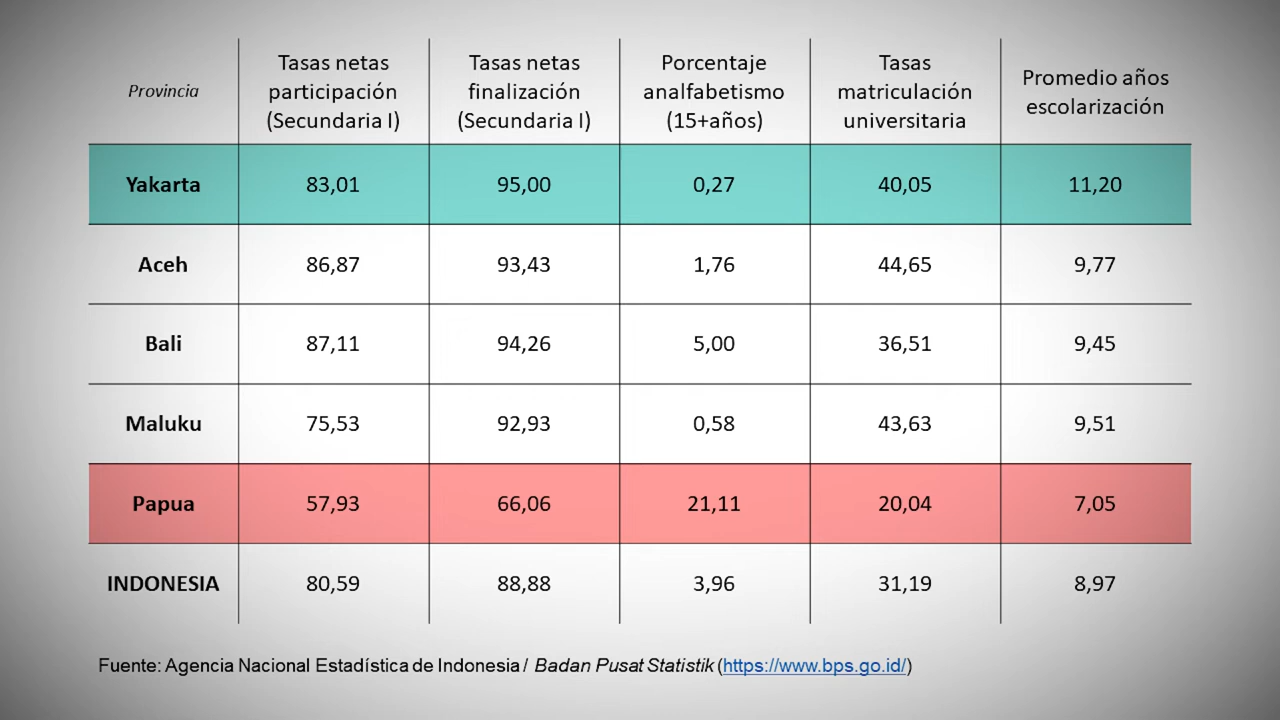 Provincia
Tasas netas
participación
(Secundaria I)
Tasas netas
finalización
(Secundaria I)
Porcentaje
analfabetismo
(15+años)
Tasas
matriculación
universitaria
Promedio años
escolarización
Yakarta 83,01 95,00 0,27 40,05 11,20
Aceh 86,87 93,43 1,76 44,65 9,77
Bali 87,11 94,26 5,00 36,51 9,45
Maluku 75,53 92,93 0,58 43,63 9,51
Papua 57,93 66,06 21,11 20,04 7,05
INDONESIA 80,59 88,88 3,96 31,19 8,97
Fuente: Agencia Nacional Estadística de Indonesia / Badan Pusat Statistik (https://www.bps.go.id/)